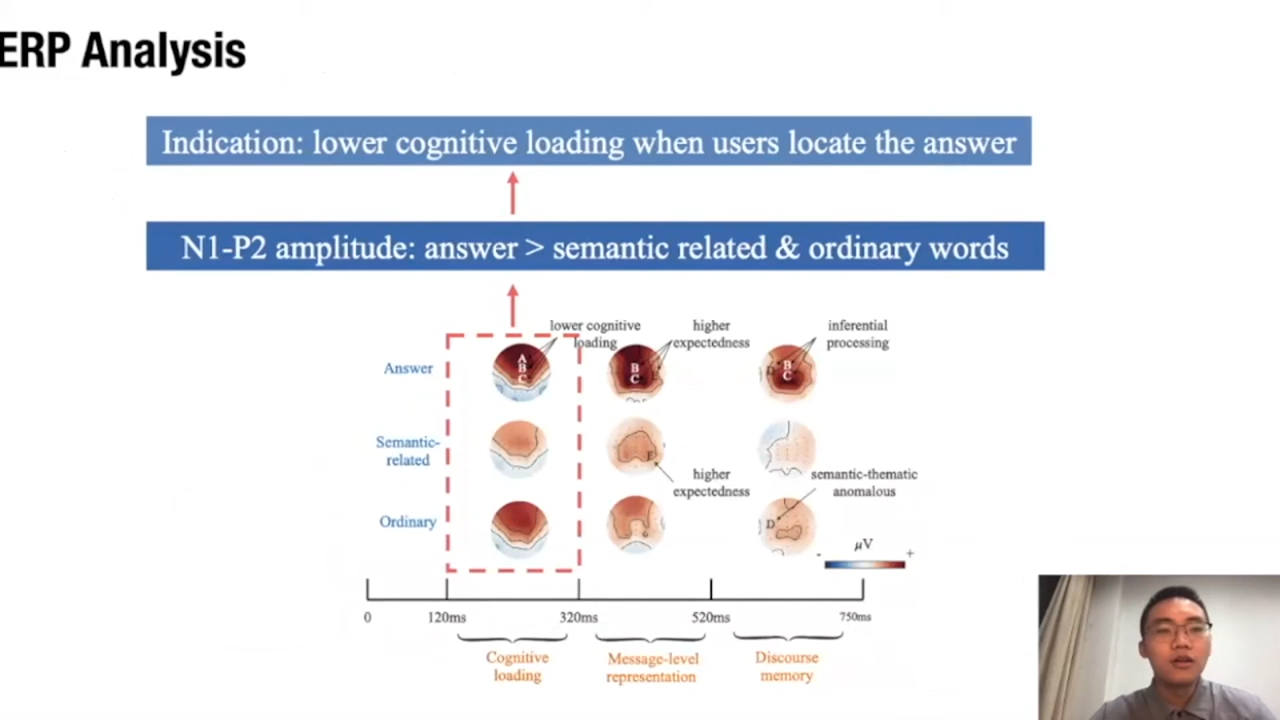 ERP Analysis
Indication: lower cognitive loading when users locate the answer
N1-P2 amplitude: answer > semantic related & ordinary words
lower cognitive
loading
higher
expectedness
inferential
processing
Answer
A
B
C
B
C
E
D
B
C
Semantic-
related
E
higher
expectedness
semantic-thematic
anomalous
Ordinary
D
μV
- +
0 120ms 320ms 520ms 750ms
Cognitive
loading
Message-level
representation
Discourse
memory